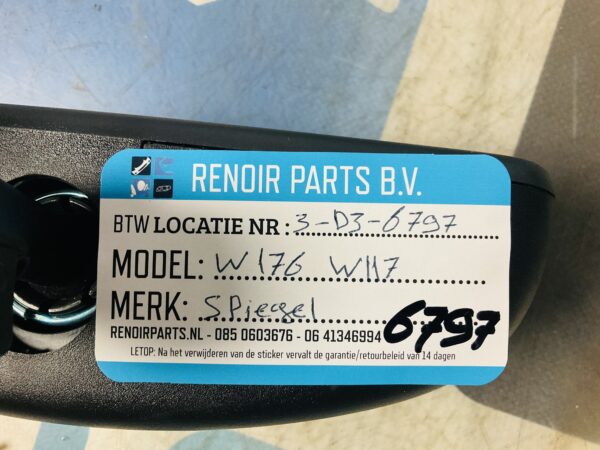 RENOIR PARTS B.V.
BTW LOCATIE NR : 3-D3-6797
MODEL: W176 W117
MERK: SPiegel
6797
RENOIRPARTS.NL - 085 0603676 - 06 41346994
LETOP: Na het verwijderen van de sticker vervalt de garantie/retourbeleid van 14 dagen